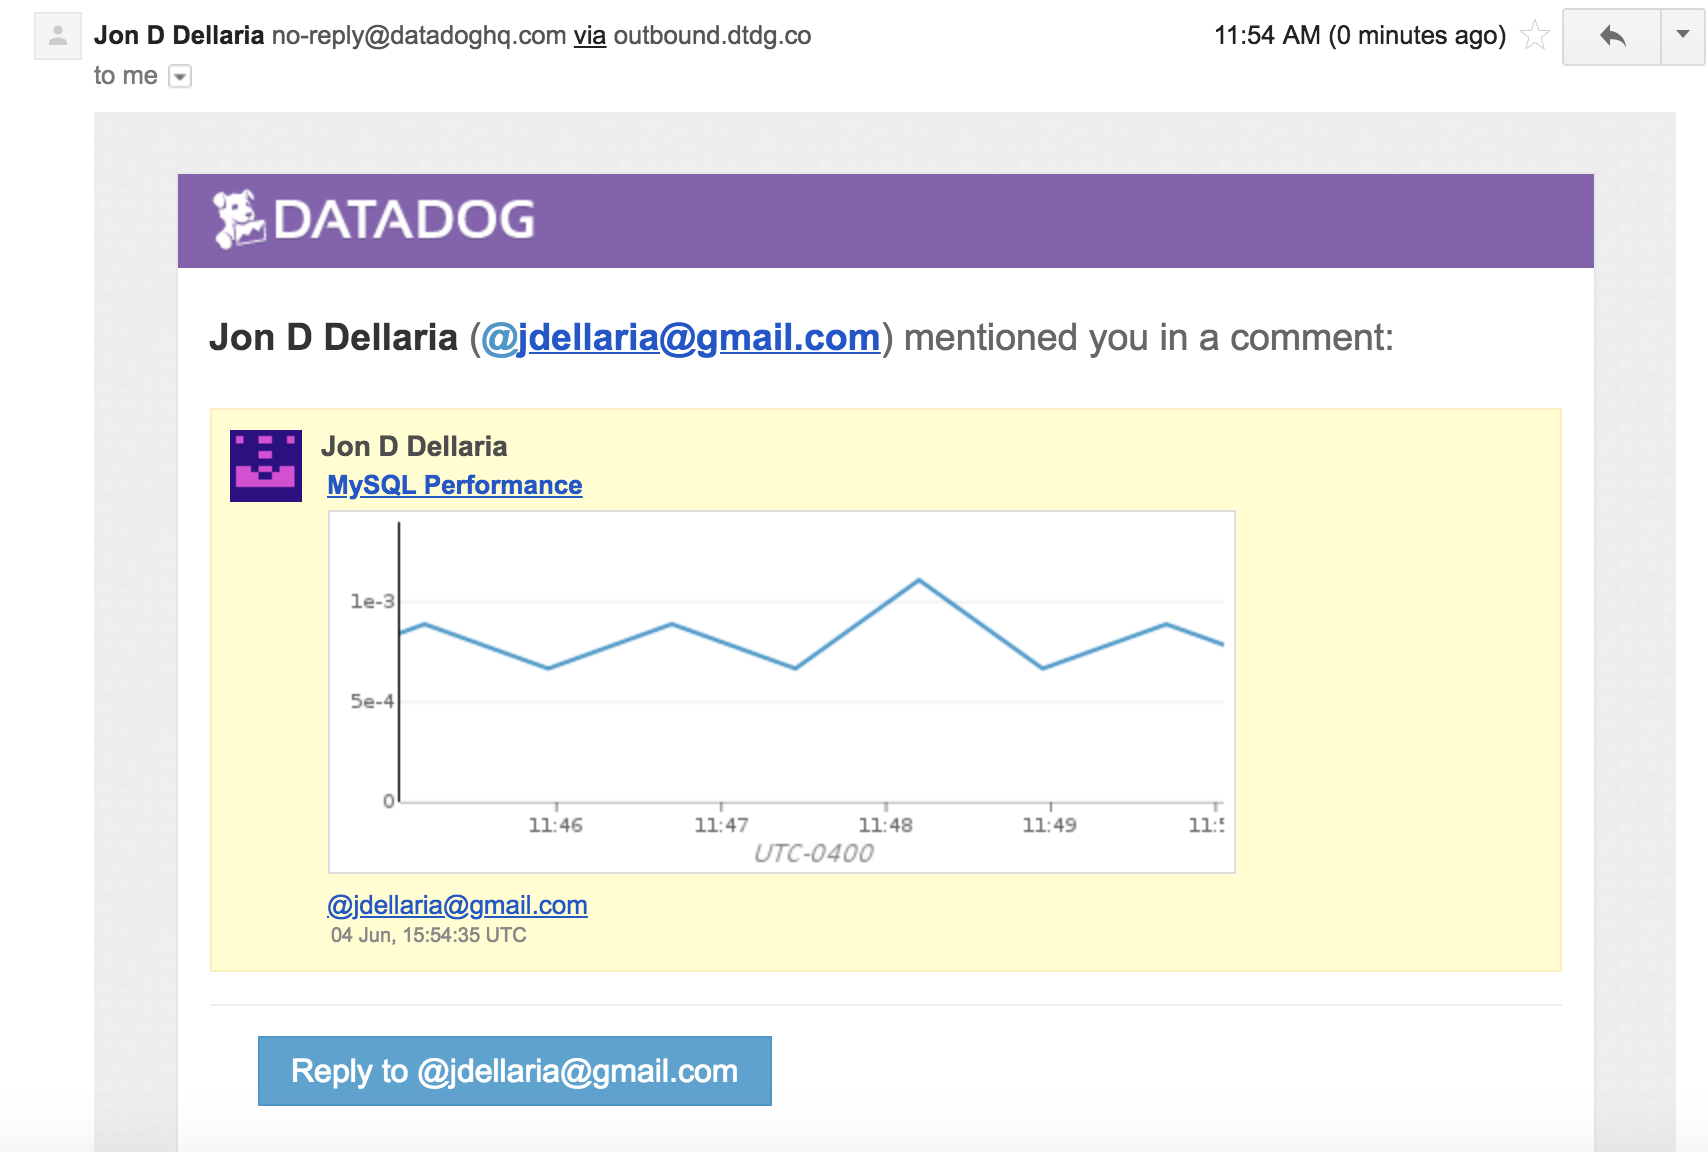 Jon D Dellaria no-reply@datadoghq.com via outbound.dtdg.co
11:54 AM (0 minutes ago)
to me
DATADOG
Jon D Dellaria (@jdellaria@gmail.com) mentioned you in a comment:
Jon D Dellaria
MySQL Performance
1e-3
5e-4
0
11:46 11:47 11:48 11:49
UTC-0400
@jdellaria@gmail.com
04 Jun, 15:54:35 UTC
Reply to @jdellaria@gmail.com